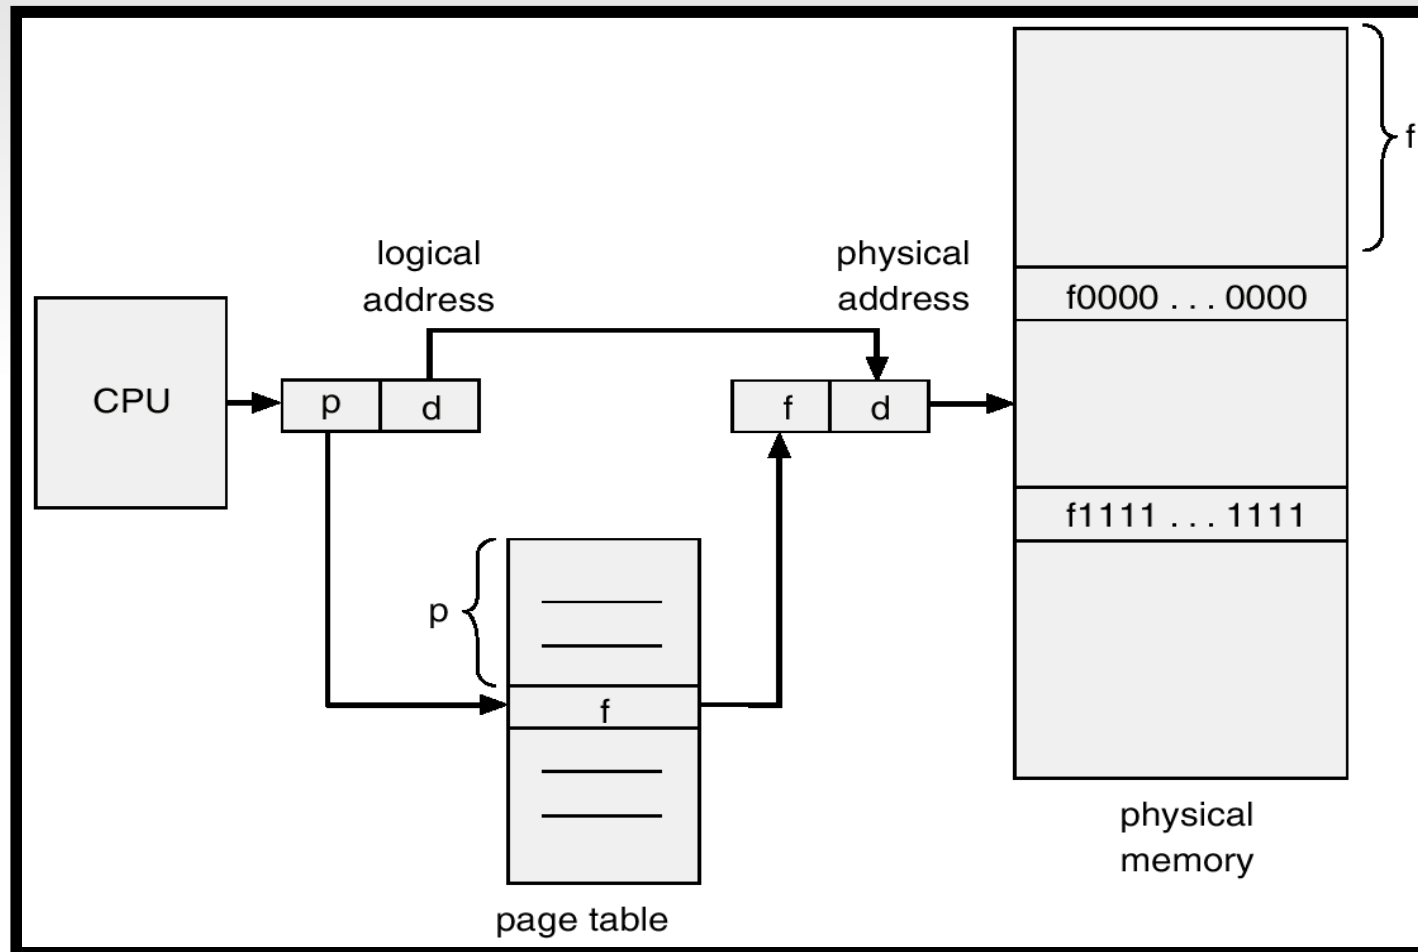 f
logical
address
physical
address
f0000 . . . 0000
CPU
p
d
f
d
f1111 . . . 1111
p
f
physical
memory
page table